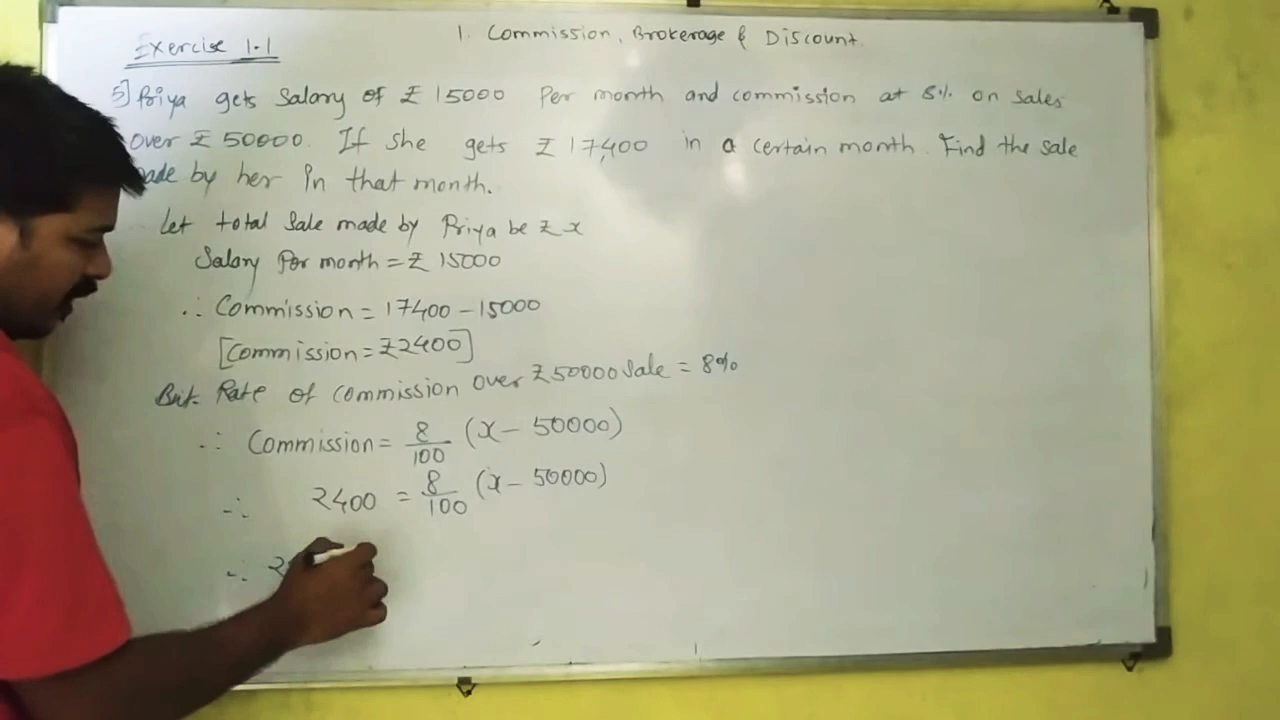 1. Commission, Brokerage & Discount.
Exercise 1.1
5] Priya gets Salary of ₹ 15000 Per month and commission at 8% on sales
over ₹ 50000. If she gets ₹ 17,400 in a certain month. Find the sale
made by her in that month.
Let total Sale made by Priya be ₹ x
Salary Per month = ₹ 15000
∴ Commission = 17400 - 15000
[Commission = ₹2400]
But Rate of commission over ₹50000 Sale = 8%
∴ Commission = 8/100 (x - 50000)
∴ 2400 = 8/100 (x - 50000)
∴